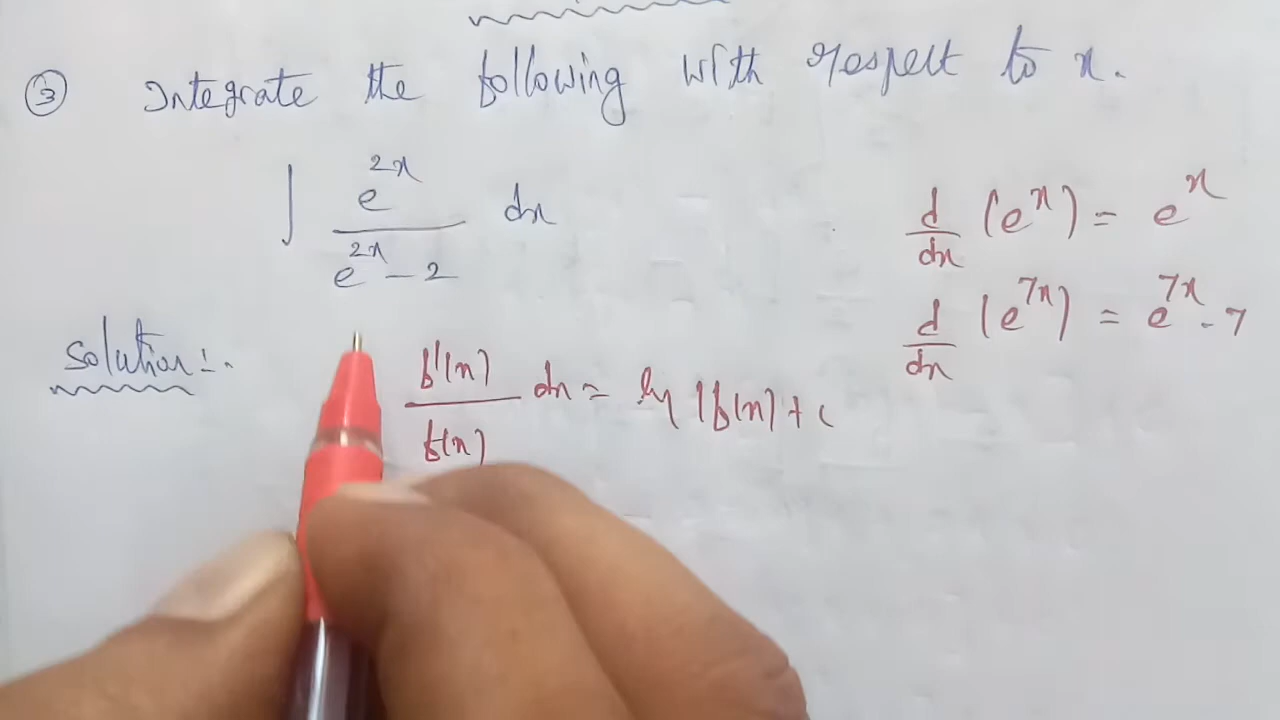 ③ Integrate the following with respect to x.
∫ e^{2x} / (e^{2x} - 2) dx
d/dx (e^x) = e^x
d/dx (e^{7x}) = e^{7x} · 7
Solution :-
f'(x) / f(x) dx = ln |f(x)| + c